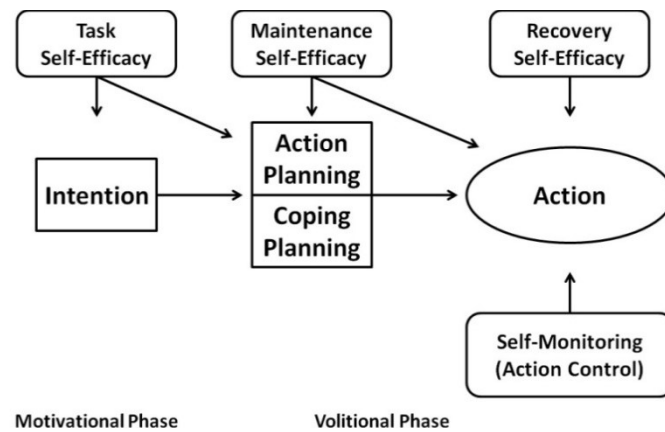 Task
Self-Efficacy
Maintenance
Self-Efficacy
Recovery
Self-Efficacy
Intention
Action
Planning
Coping
Planning
Action
Self-Monitoring
(Action Control)
Motivational Phase
Volitional Phase